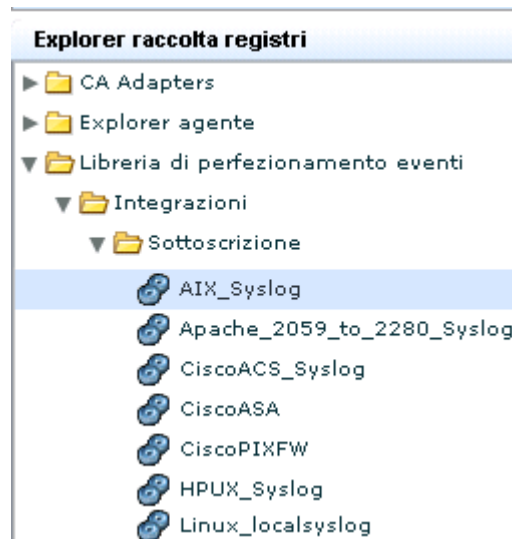 Explorer raccolta registri
CA Adapters
Explorer agente
Libreria di perfezionamento eventi
Integrazioni
Sottoscrizione
AIX_Syslog
Apache_2059_to_2280_Syslog
CiscoACS_Syslog
CiscoASA
CiscoPIXFW
HPUX_Syslog
Linux_localsyslog